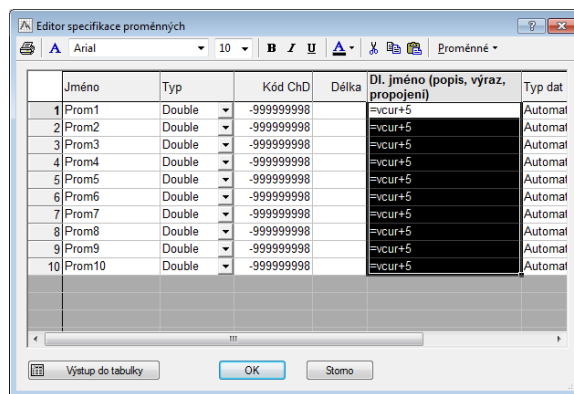 Editor specifikace proměnných
A Arial 10 B I U A Proměnné
Jméno Typ Kód ChD Délka Dl. jméno (popis, výraz, propojení) Typ dat
1 Prom1 Double -999999998 =vcur+5 Automat
2 Prom2 Double -999999998 =vcur+5 Automat
3 Prom3 Double -999999998 =vcur+5 Automat
4 Prom4 Double -999999998 =vcur+5 Automat
5 Prom5 Double -999999998 =vcur+5 Automat
6 Prom6 Double -999999998 =vcur+5 Automat
7 Prom7 Double -999999998 =vcur+5 Automat
8 Prom8 Double -999999998 =vcur+5 Automat
9 Prom9 Double -999999998 =vcur+5 Automat
10 Prom10 Double -999999998 =vcur+5 Automat
Výstup do tabulky OK Storno